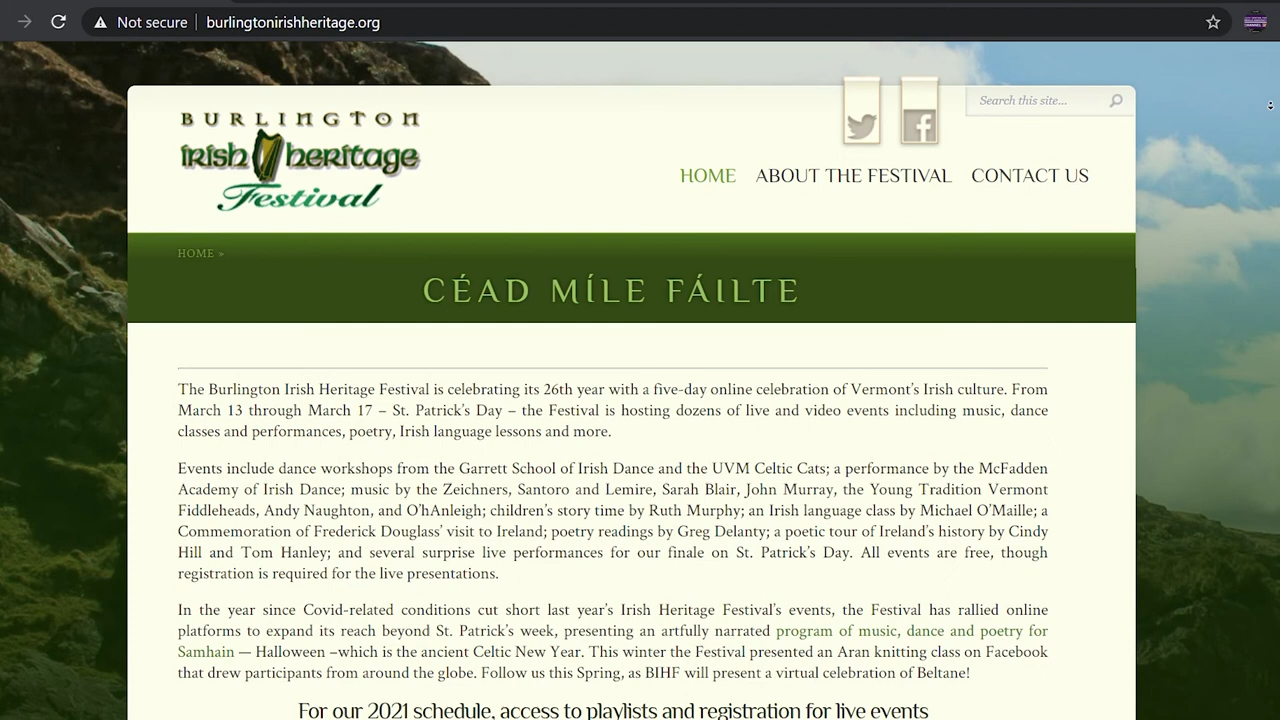 Not secure burlingtonirishheritage.org
Search this site...
BURLINGTON
irish heritage
Festival
HOME ABOUT THE FESTIVAL CONTACT US
HOME »
CÉAD MÍLE FÁILTE
The Burlington Irish Heritage Festival is celebrating its 26th year with a five-day online celebration of Vermont's Irish culture. From
March 13 through March 17 – St. Patrick's Day – the Festival is hosting dozens of live and video events including music, dance
classes and performances, poetry, Irish language lessons and more.
Events include dance workshops from the Garrett School of Irish Dance and the UVM Celtic Cats; a performance by the McFadden
Academy of Irish Dance; music by the Zeichners, Santoro and Lemire, Sarah Blair, John Murray, the Young Tradition Vermont
Fiddleheads, Andy Naughton, and O'hAnleigh; children's story time by Ruth Murphy; an Irish language class by Michael O'Maille; a
Commemoration of Frederick Douglass' visit to Ireland; poetry readings by Greg Delanty; a poetic tour of Ireland's history by Cindy
Hill and Tom Hanley; and several surprise live performances for our finale on St. Patrick's Day. All events are free, though
registration is required for the live presentations.
In the year since Covid-related conditions cut short last year's Irish Heritage Festival's events, the Festival has rallied online
platforms to expand its reach beyond St. Patrick's week, presenting an artfully narrated program of music, dance and poetry for
Samhain — Halloween –which is the ancient Celtic New Year. This winter the Festival presented an Aran knitting class on Facebook
that drew participants from around the globe. Follow us this Spring, as BIHF will present a virtual celebration of Beltane!
For our 2021 schedule, access to playlists and registration for live events